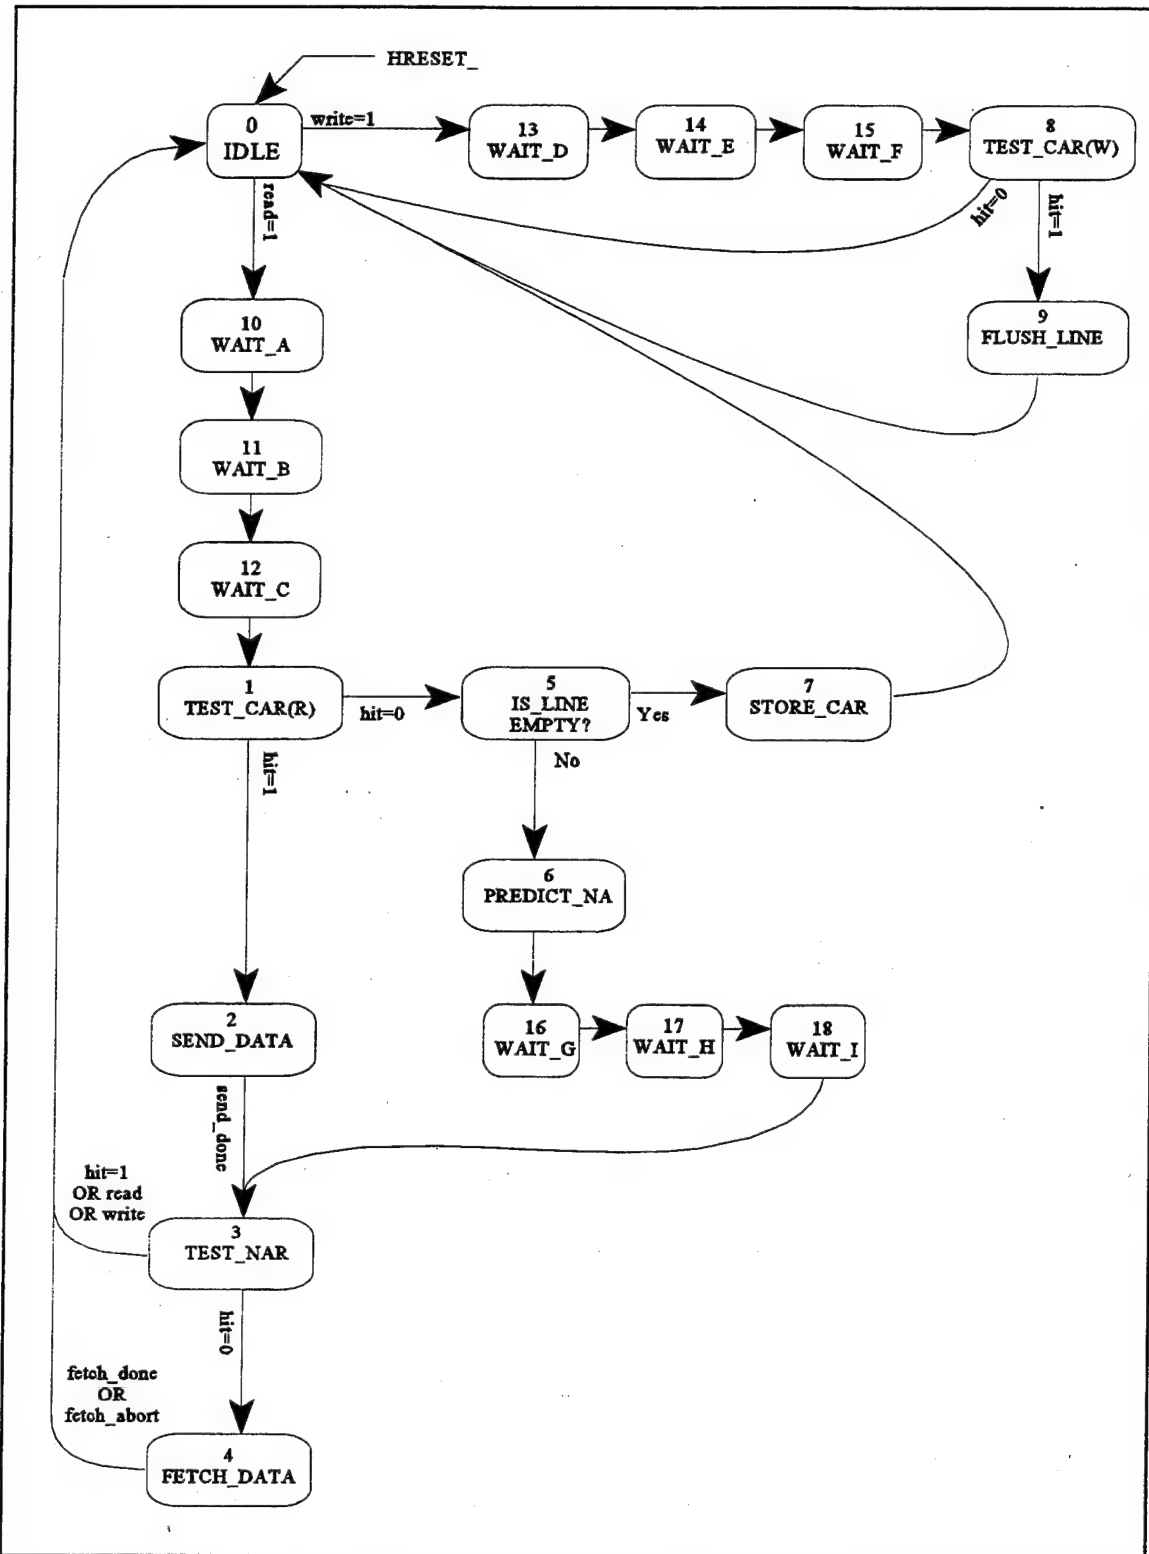 HRESET_
0
IDLE
write=1
13
WAIT_D
14
WAIT_E
15
WAIT_F
8
TEST_CAR(W)
read=1
hit=0
hit=1
10
WAIT_A
9
FLUSH_LINE
11
WAIT_B
12
WAIT_C
1
TEST_CAR(R)
hit=0
5
IS_LINE
EMPTY?
Yes
7
STORE_CAR
hit=1
No
6
PREDICT_NA
2
SEND_DATA
16
WAIT_G
17
WAIT_H
18
WAIT_I
send_done
hit=1
OR read
OR write
3
TEST_NAR
hit=0
fetch_done
OR
fetch_abort
4
FETCH_DATA